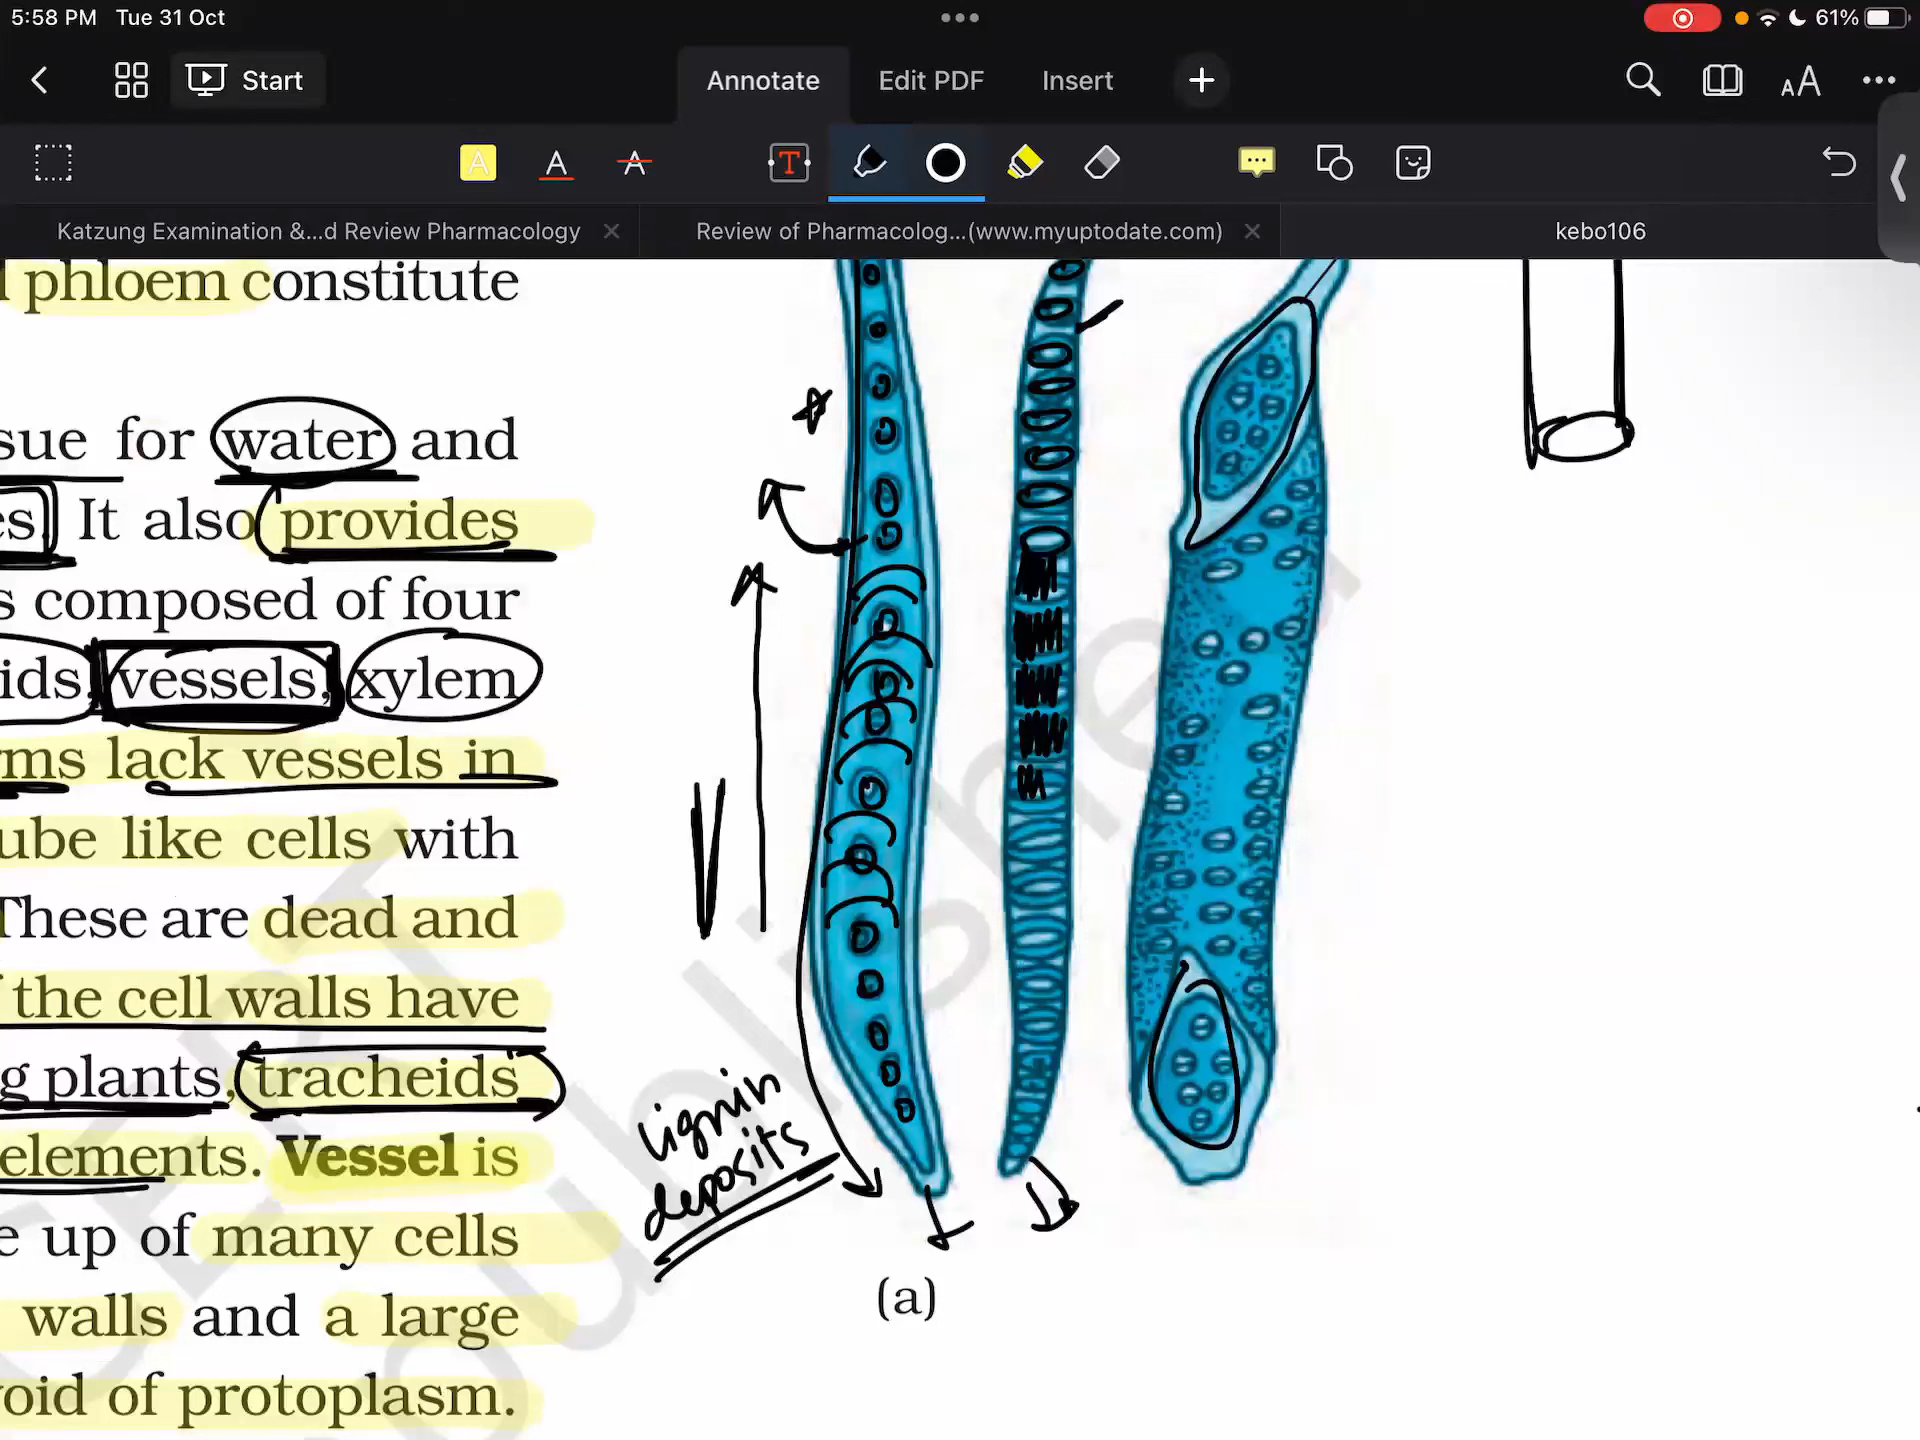 5:58 PM Tue 31 Oct
61%
Start
Annotate
Edit PDF
Insert
AA
A A A
T
Katzung Examination &...d Review Pharmacology
Review of Pharmacolog...(www.myuptodate.com)
kebo106
phloem constitute
sue for water and
es. It also provides
s composed of four
ids, vessels, xylem
rms lack vessels in
ube like cells with
These are dead and
f the cell walls have
g plants, tracheids
elements. Vessel is
e up of many cells
walls and a large
void of protoplasm.
lignin
deposits
(a)